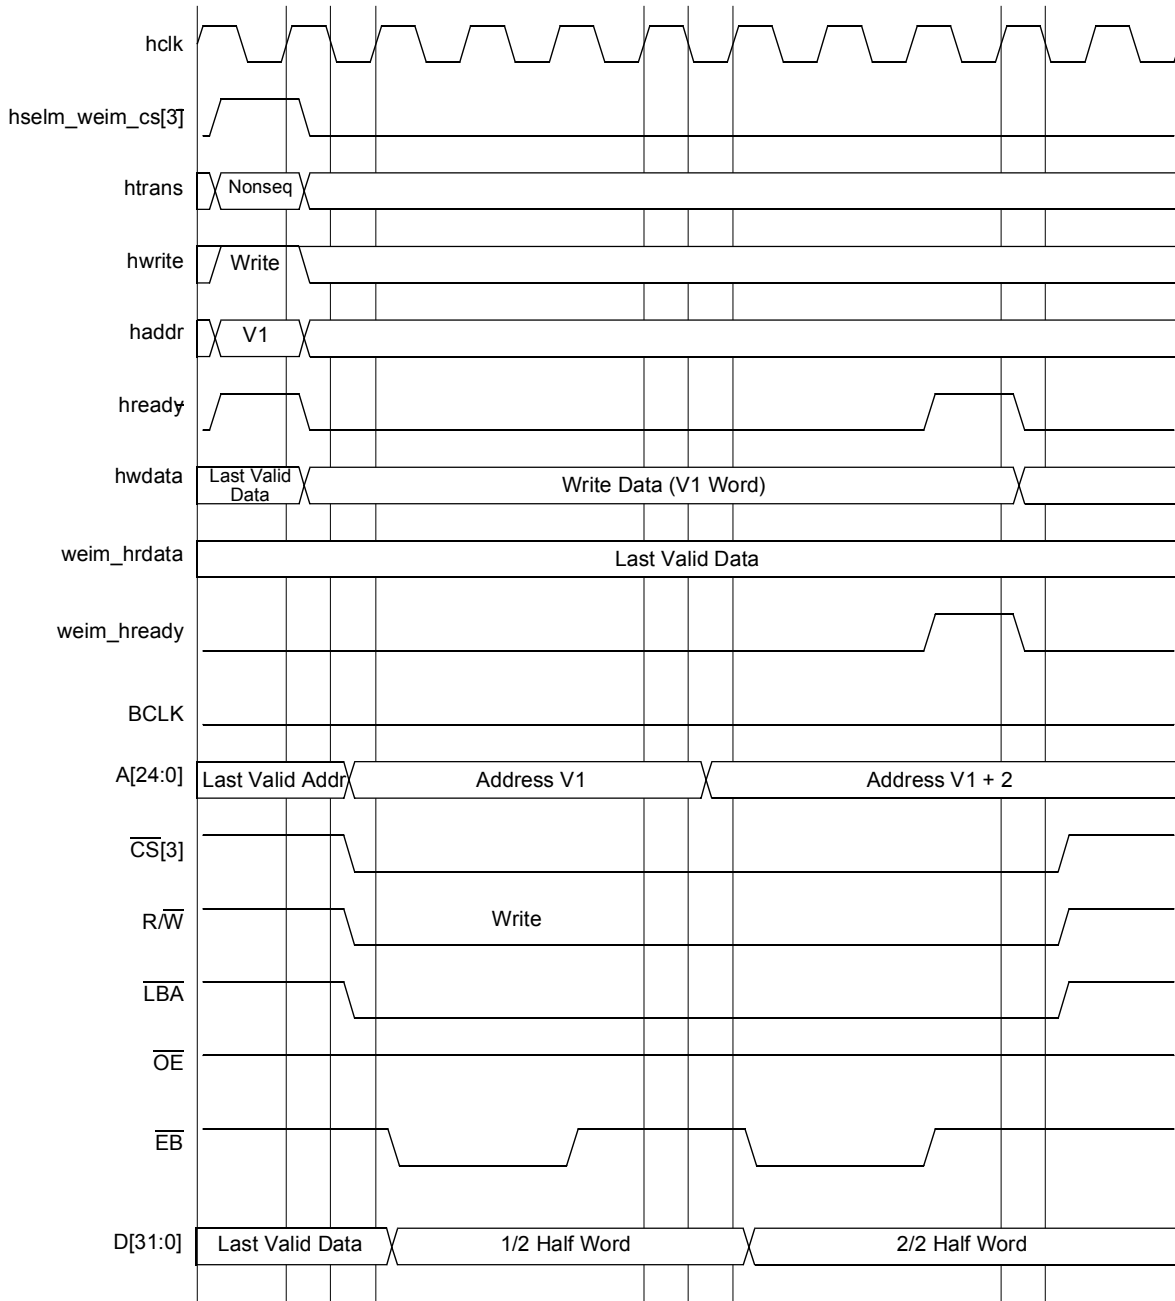 hclk
hselm_weim_cs[3]
htrans Nonseq
hwrite Write
haddr V1
hready
hwdata Last Valid Data Write Data (V1 Word)
weim_hrdata Last Valid Data
weim_hready
BCLK
A[24:0] Last Valid Addr Address V1 Address V1 + 2
CS[3]
R/W Write
LBA
OE
EB
D[31:0] Last Valid Data 1/2 Half Word 2/2 Half Word